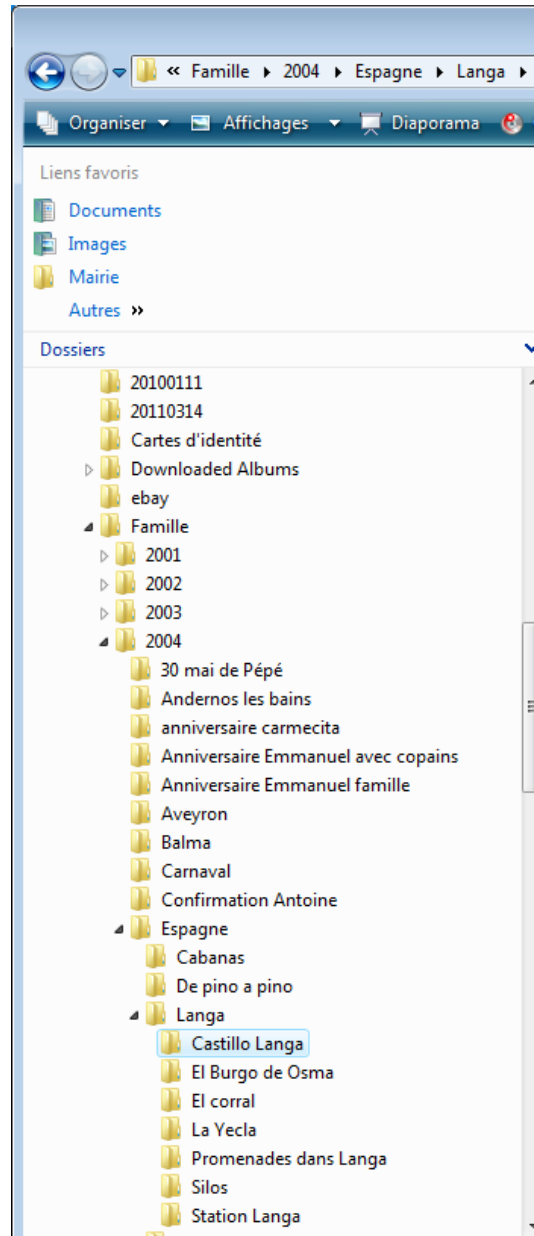 « Famille ▸ 2004 ▸ Espagne ▸ Langa ▸
Organiser Affichages Diaporama
Liens favoris
Documents
Images
Mairie
Autres »
Dossiers
20100111
20110314
Cartes d'identité
Downloaded Albums
ebay
Famille
2001
2002
2003
2004
30 mai de Pépé
Andernos les bains
anniversaire carmecita
Anniversaire Emmanuel avec copains
Anniversaire Emmanuel famille
Aveyron
Balma
Carnaval
Confirmation Antoine
Espagne
Cabanas
De pino a pino
Langa
Castillo Langa
El Burgo de Osma
El corral
La Yecla
Promenades dans Langa
Silos
Station Langa